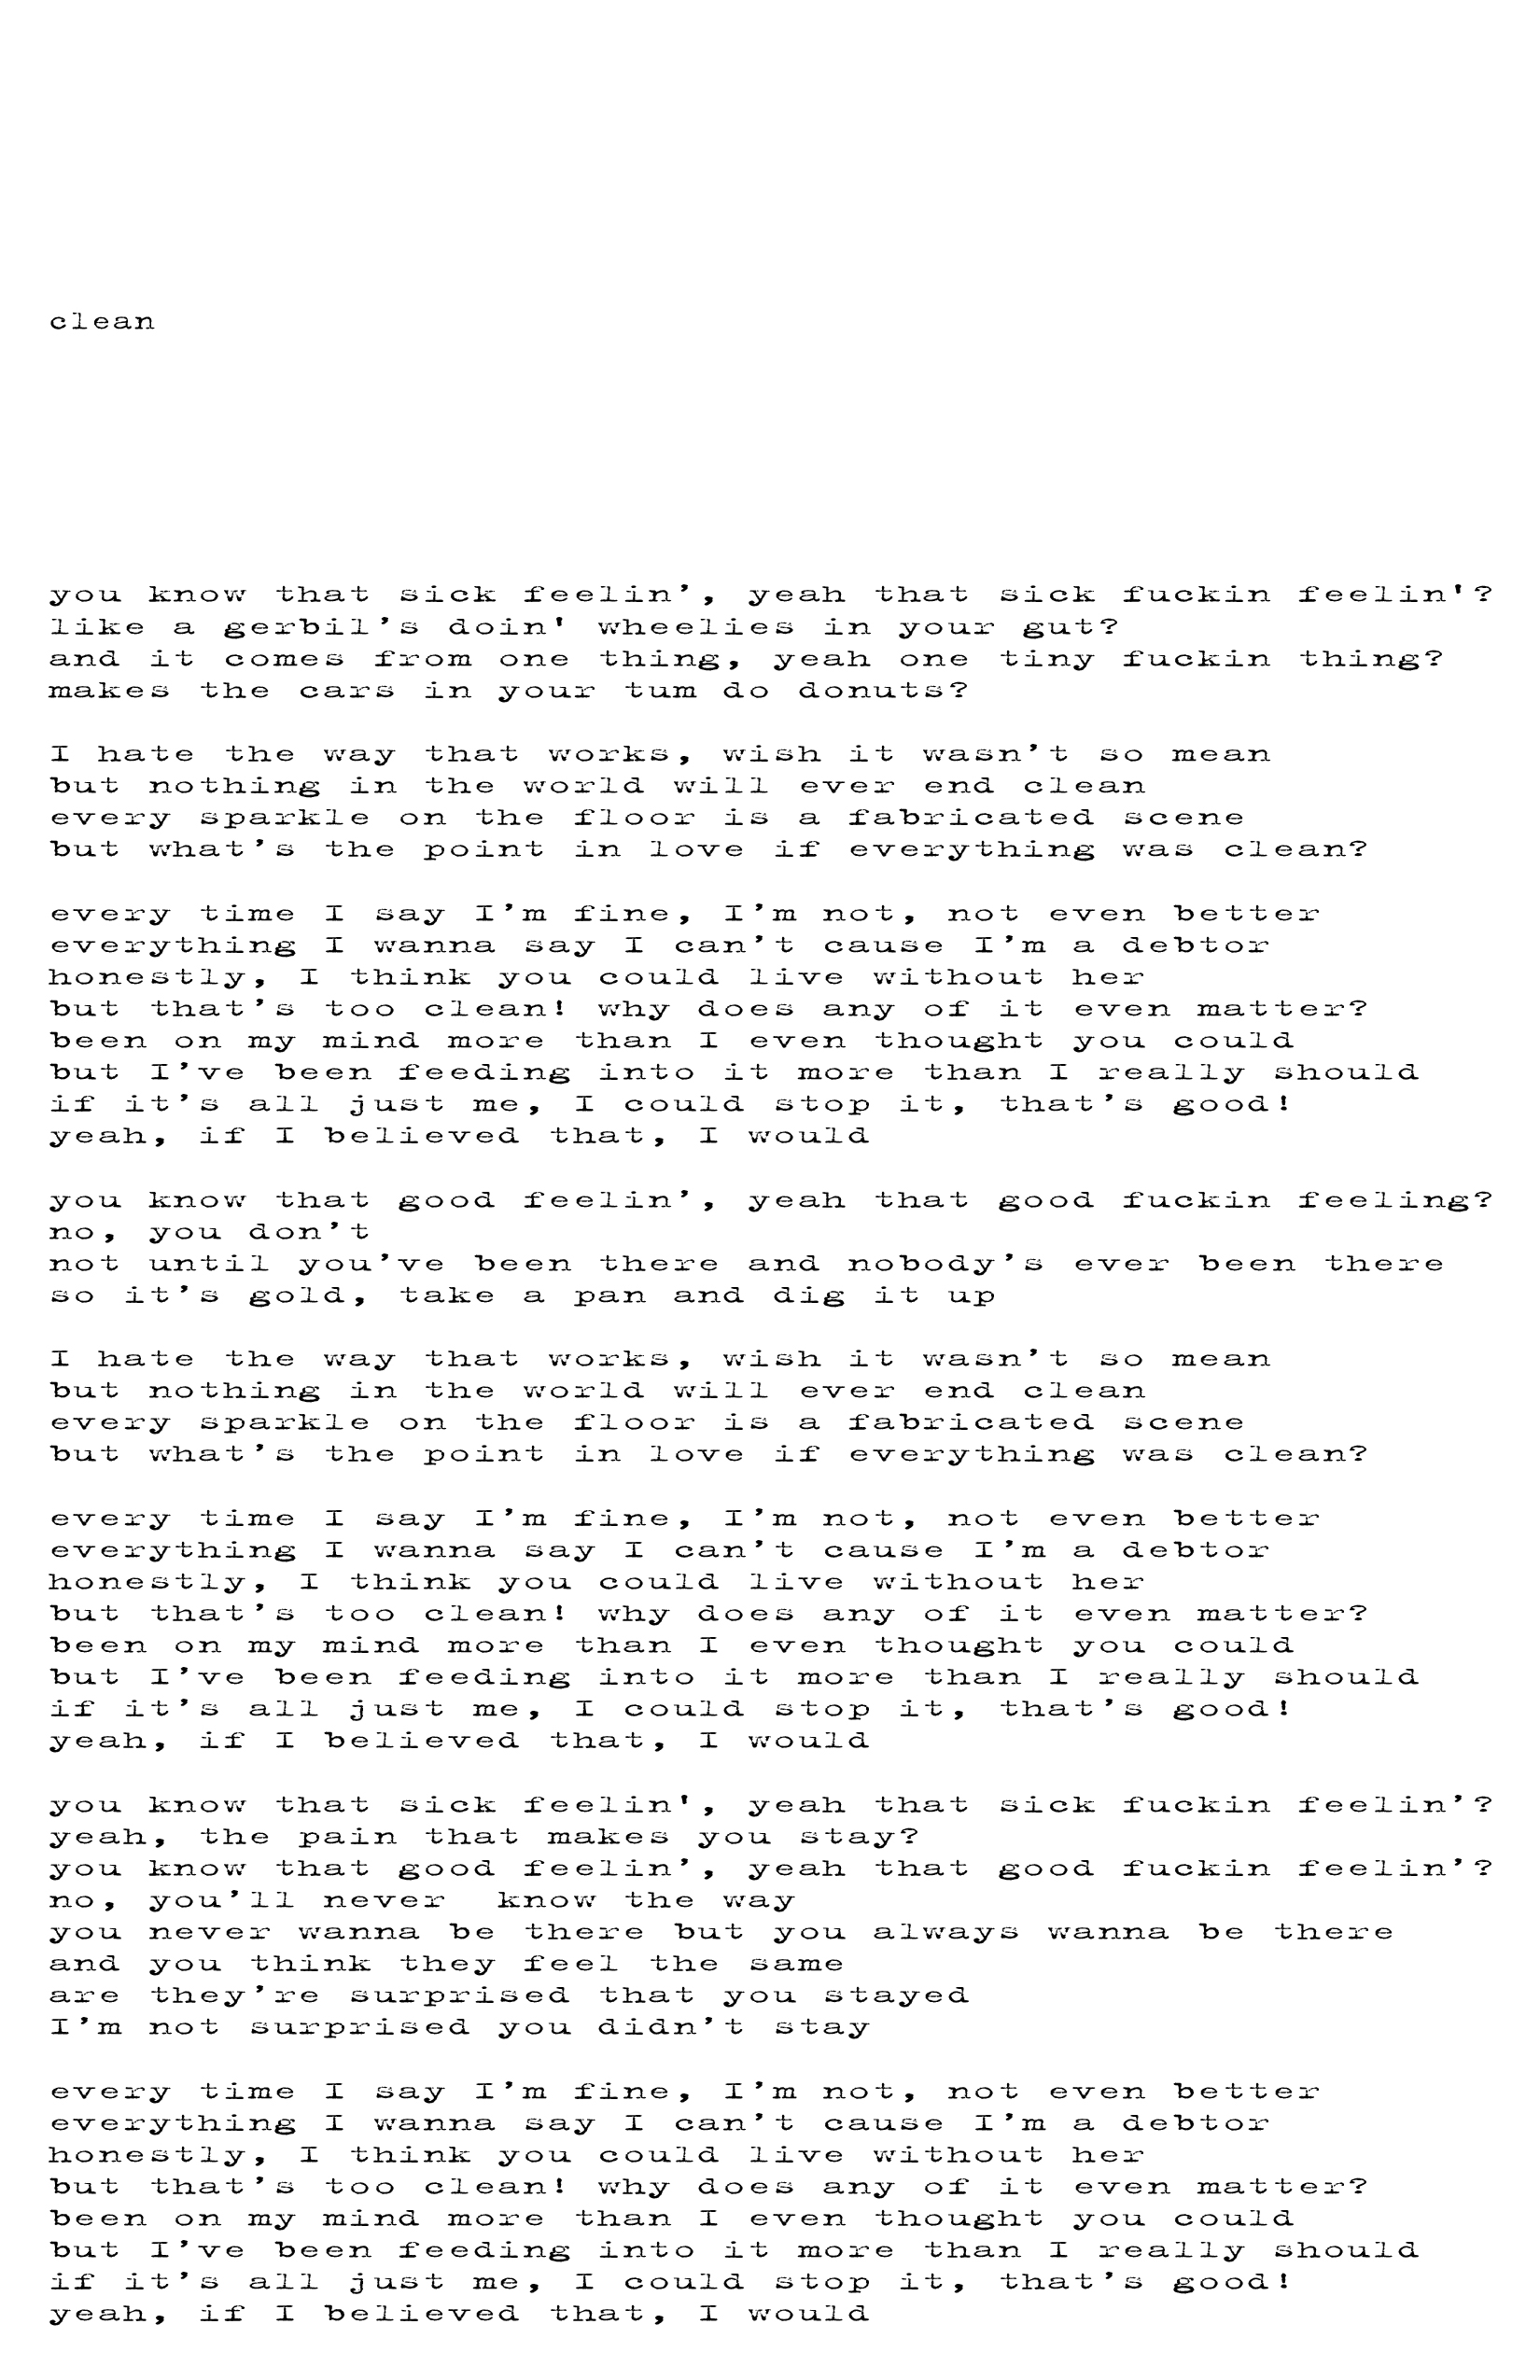 clean
you know that sick feelin’, yeah that sick fuckin feelin'?
like a gerbil’s doin' wheelies in your gut?
and it comes from one thing, yeah one tiny fuckin thing?
makes the cars in your tum do donuts?
I hate the way that works, wish it wasn’t so mean
but nothing in the world will ever end clean
every sparkle on the floor is a fabricated scene
but what’s the point in love if everything was clean?
every time I say I’m fine, I’m not, not even better
everything I wanna say I can’t cause I’m a debtor
honestly, I think you could live without her
but that’s too clean! why does any of it even matter?
been on my mind more than I even thought you could
but I’ve been feeding into it more than I really should
if it’s all just me, I could stop it, that’s good!
yeah, if I believed that, I would
you know that good feelin’, yeah that good fuckin feeling?
no, you don’t
not until you’ve been there and nobody’s ever been there
so it’s gold, take a pan and dig it up
I hate the way that works, wish it wasn’t so mean
but nothing in the world will ever end clean
every sparkle on the floor is a fabricated scene
but what’s the point in love if everything was clean?
every time I say I’m fine, I’m not, not even better
everything I wanna say I can’t cause I’m a debtor
honestly, I think you could live without her
but that’s too clean! why does any of it even matter?
been on my mind more than I even thought you could
but I’ve been feeding into it more than I really should
if it’s all just me, I could stop it, that’s good!
yeah, if I believed that, I would
you know that sick feelin', yeah that sick fuckin feelin’?
yeah, the pain that makes you stay?
you know that good feelin’, yeah that good fuckin feelin’?
no, you’ll never  know the way
you never wanna be there but you always wanna be there
and you think they feel the same
are they’re surprised that you stayed
I’m not surprised you didn’t stay
every time I say I’m fine, I’m not, not even better
everything I wanna say I can’t cause I’m a debtor
honestly, I think you could live without her
but that’s too clean! why does any of it even matter?
been on my mind more than I even thought you could
but I’ve been feeding into it more than I really should
if it’s all just me, I could stop it, that’s good!
yeah, if I believed that, I would